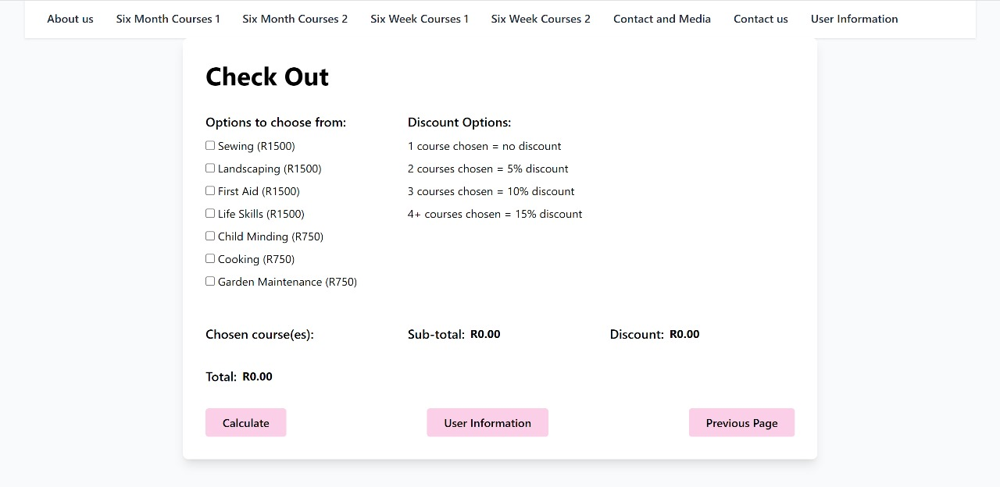 About us Six Month Courses 1 Six Month Courses 2 Six Week Courses 1 Six Week Courses 2 Contact and Media Contact us User Information
Check Out
Options to choose from:
Sewing (R1500)
Landscaping (R1500)
First Aid (R1500)
Life Skills (R1500)
Child Minding (R750)
Cooking (R750)
Garden Maintenance (R750)
Discount Options:
1 course chosen = no discount
2 courses chosen = 5% discount
3 courses chosen = 10% discount
4+ courses chosen = 15% discount
Chosen course(es): Sub-total: R0.00 Discount: R0.00
Total: R0.00
Calculate User Information Previous Page